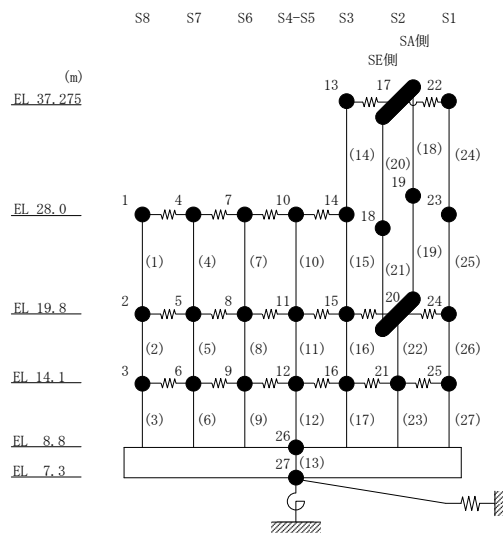 S8 S7 S6 S4-S5 S3 S2 S1
SA側
SE側
(m)
EL 37.275
13 17 22
(14) (20) (18) (24)
19
EL 28.0
1 4 7 10 14 18 23
(1) (4) (7) (10) (15) (21) (19) (25)
EL 19.8
2 5 8 11 15 20 24
(2) (5) (8) (11) (16) (22) (26)
EL 14.1
3 6 9 12 16 21 25
(3) (6) (9) (12) (17) (23) (27)
EL 8.8
26
(13)
EL 7.3
27